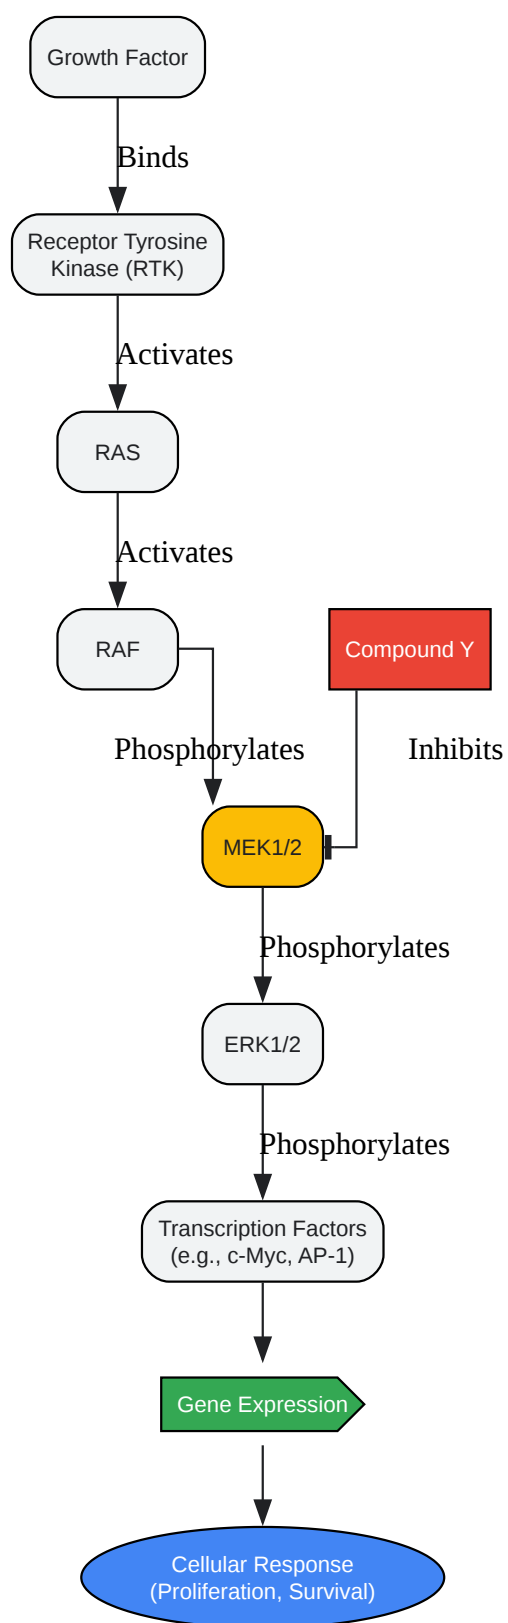 Growth Factor
Binds
Receptor Tyrosine
Kinase (RTK)
Activates
RAS
Activates
RAF
Compound Y
Phosphorylates
Inhibits
MEK1/2
Phosphorylates
ERK1/2
Phosphorylates
Transcription Factors
(e.g., c-Myc, AP-1)
Gene Expression
Cellular Response
(Proliferation, Survival)